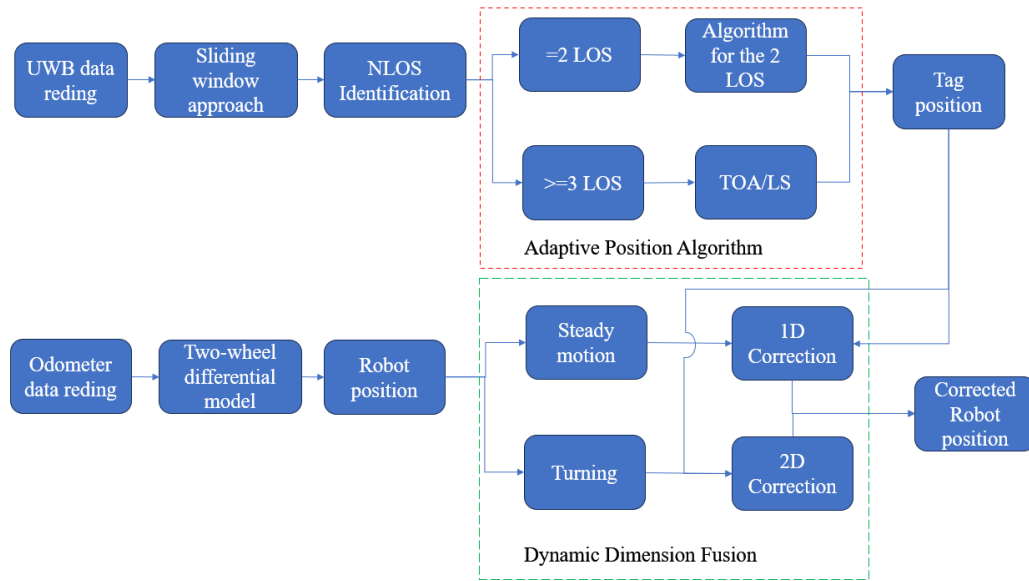 UWB data
reding
Sliding
window
approach
NLOS
Identification
=2 LOS
Algorithm
for the 2
LOS
Tag
position
>=3 LOS
TOA/LS
Adaptive Position Algorithm
Odometer
data reding
Two-wheel
differential
model
Robot
position
Steady
motion
1D
Correction
Corrected
Robot
position
Turning
2D
Correction
Dynamic Dimension Fusion